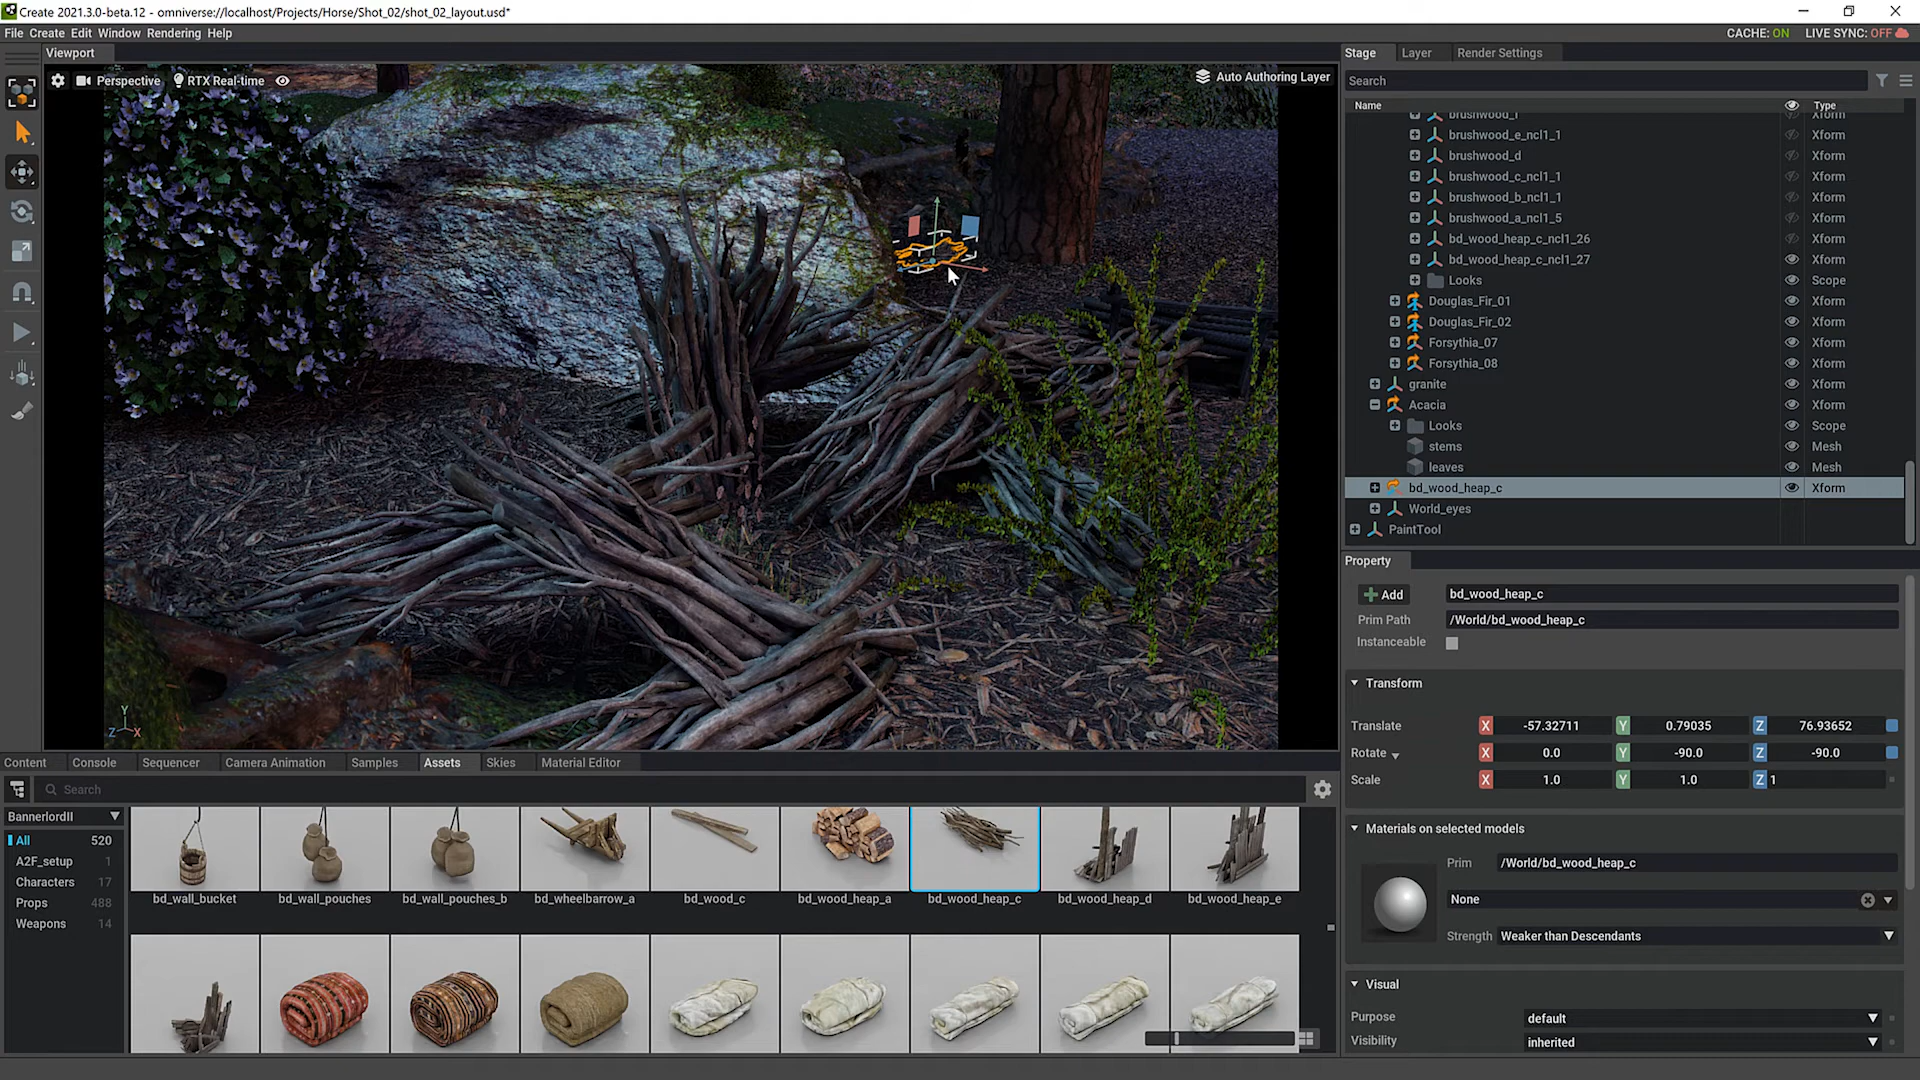 Create 2021.3.0-beta.12 - omniverse://localhost/Projects/Horse/Shot_02/shot_02_layout.usd*
File Create Edit Window Rendering Help
CACHE: ON LIVE SYNC: OFF
Viewport
Perspective RTX Real-time
Auto Authoring Layer
Y
Z X
Stage Layer Render Settings
Search
Name Type
Xform
brushwood_e_ncl1_1 Xform
brushwood_d Xform
brushwood_c_ncl1_1 Xform
brushwood_b_ncl1_1 Xform
brushwood_a_ncl1_5 Xform
bd_wood_heap_c_ncl1_26 Xform
bd_wood_heap_c_ncl1_27 Xform
Looks Scope
Douglas_Fir_01 Xform
Douglas_Fir_02 Xform
Forsythia_07 Xform
Forsythia_08 Xform
granite Xform
Acacia Xform
Looks Scope
stems Mesh
leaves Mesh
bd_wood_heap_c Xform
World_eyes
PaintTool
Property
Add bd_wood_heap_c
Prim Path /World/bd_wood_heap_c
Instanceable
Transform
Translate X -57.32711 Y 0.79035 Z 76.93652
Rotate X 0.0 Y -90.0 Z -90.0
Scale X 1.0 Y 1.0 Z 1
Materials on selected models
Prim /World/bd_wood_heap_c
None
Strength Weaker than Descendants
Visual
Purpose default
Visibility inherited
Content Console Sequencer Camera Animation Samples Assets Skies Material Editor
Search
BannerlordII
All 520
A2F_setup 1
Characters 17
Props 488
Weapons 14
bd_wall_bucket bd_wall_pouches bd_wall_pouches_b bd_wheelbarrow_a bd_wood_c bd_wood_heap_a bd_wood_heap_c bd_wood_heap_d bd_wood_heap_e